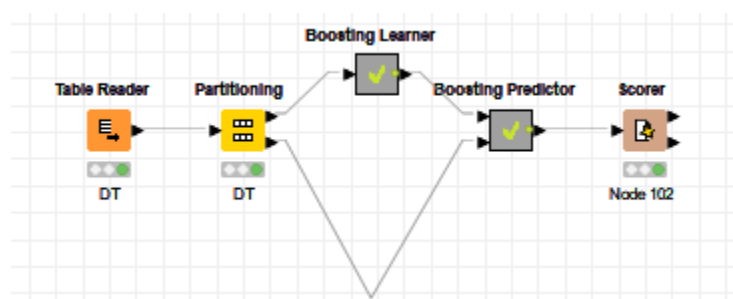 Boosting Learner
Table Reader
Partitioning
Boosting Predictor
Scorer
DT
DT
Node 102